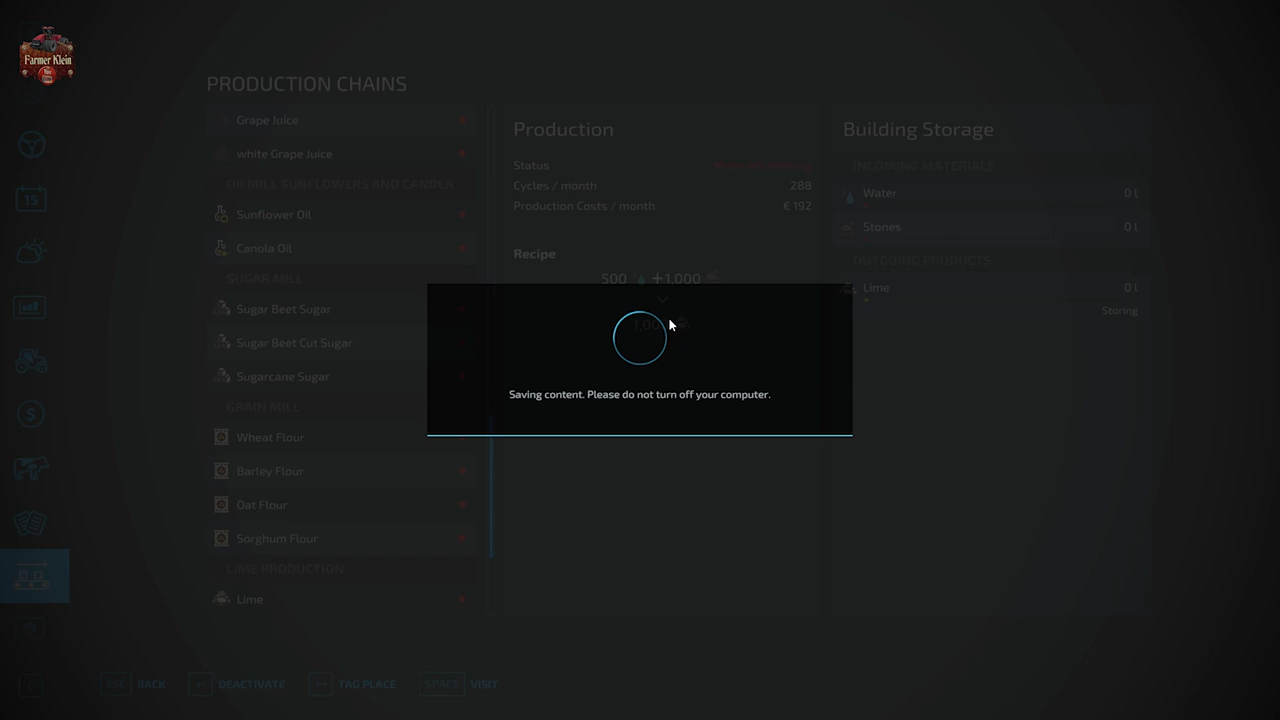 Farmer Klein
PRODUCTION CHAINS
Grape Juice
white Grape Juice
OILMILL SUNFLOWERS AND CANOLA
Sunflower Oil
Canola Oil
SUGAR MILL
Sugar Beet Sugar
Sugar Beet Cut Sugar
Sugarcane Sugar
GRAIN MILL
Wheat Flour
Barley Flour
Oat Flour
Sorghum Flour
LIME PRODUCTION
Lime
Production
Status
Cycles / month 288
Production Costs / month € 192
Recipe
500 + 1,000
Saving content. Please do not turn off your computer.
Building Storage
INCOMING MATERIALS
Water 0 l
Stones 0 l
OUTGOING PRODUCTS
Lime 0 l
Storing
15
$
ESC BACK
DEACTIVATE
TAG PLACE
SPACE VISIT